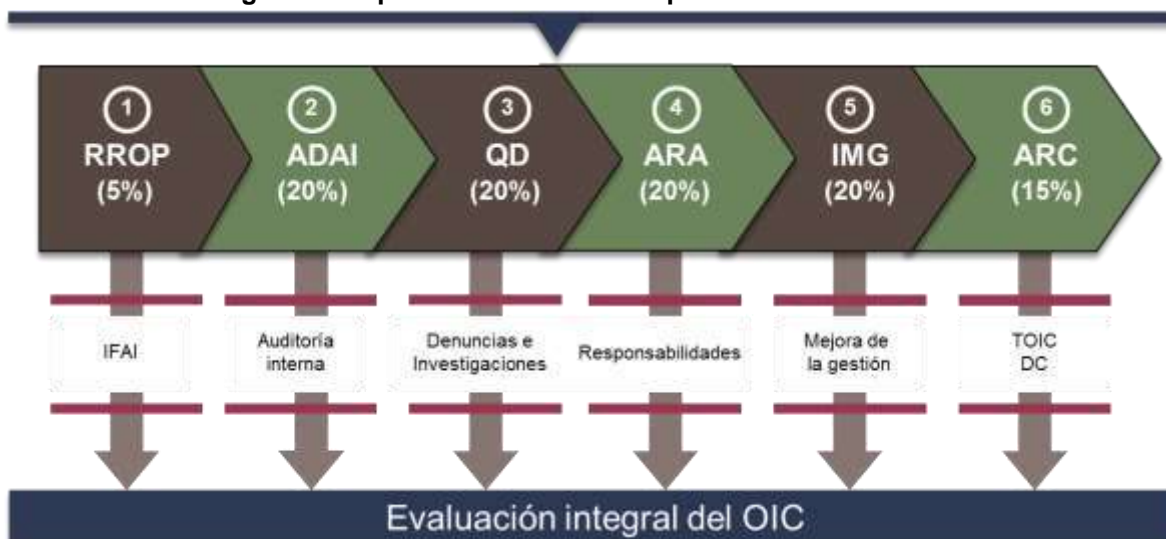 1
RROP
(5%)
2
ADAI
(20%)
3
QD
(20%)
4
ARA
(20%)
5
IMG
(20%)
6
ARC
(15%)
IFAI
Auditoría
interna
Denuncias e
Investigaciones
Responsabilidades
Mejora de
la gestión
TOIC
DC
Evaluación integral del OIC